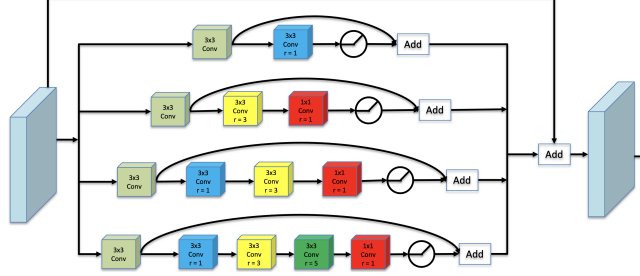 3x3
Conv
3x3
Conv
r = 1
Add
3x3
Conv
3x3
Conv
r = 3
1x1
Conv
r = 1
Add
Add
3x3
Conv
3x3
Conv
r = 1
3x3
Conv
r = 3
1x1
Conv
r = 1
Add
3x3
Conv
3x3
Conv
r = 1
3x3
Conv
r = 3
3x3
Conv
r = 5
1x1
Conv
r = 1
Add